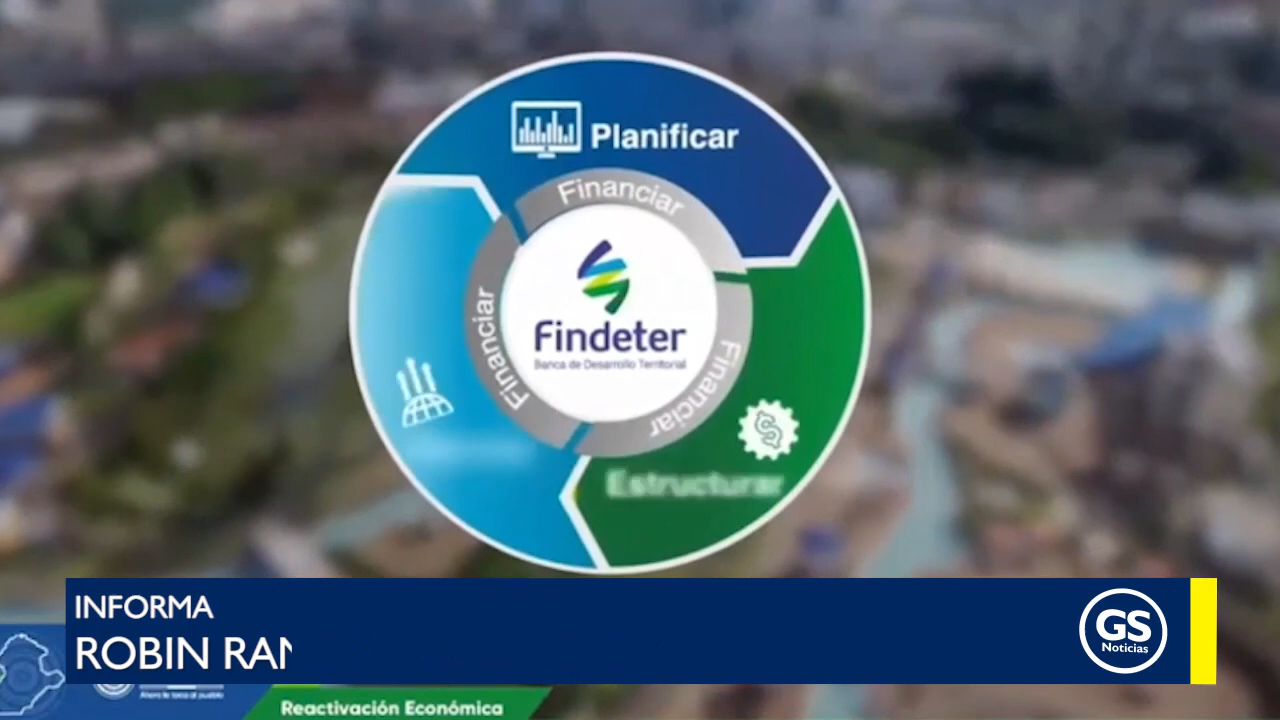 Planificar
Financiar
Financiar
Financiar
Findeter
Banca de Desarrollo Territorial
Estructurar
INFORMA
ROBIN RAN
GS
Noticias
Ahora le toca al pueblo
Reactivación Económica